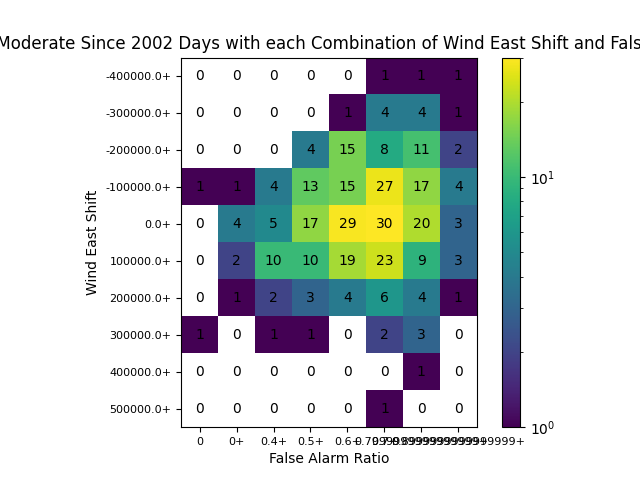 Moderate Since 2002 Days with each Combination of Wind East Shift and Fals
-400000.0+ 0 0 0 0 0 1 1 1
-300000.0+ 0 0 0 0 1 4 4 1
-200000.0+ 0 0 0 4 15 8 11 2
-100000.0+ 1 1 4 13 15 27 17 4
0.0+ 0 4 5 17 29 30 20 3
100000.0+ 0 2 10 10 19 23 9 3
200000.0+ 0 1 2 3 4 6 4 1
300000.0+ 1 0 1 1 0 2 3 0
400000.0+ 0 0 0 0 0 0 1 0
500000.0+ 0 0 0 0 0 1 0 0
0 0+ 0.4+ 0.5+ 0.6+
False Alarm Ratio
Wind East Shift
10¹
10⁰